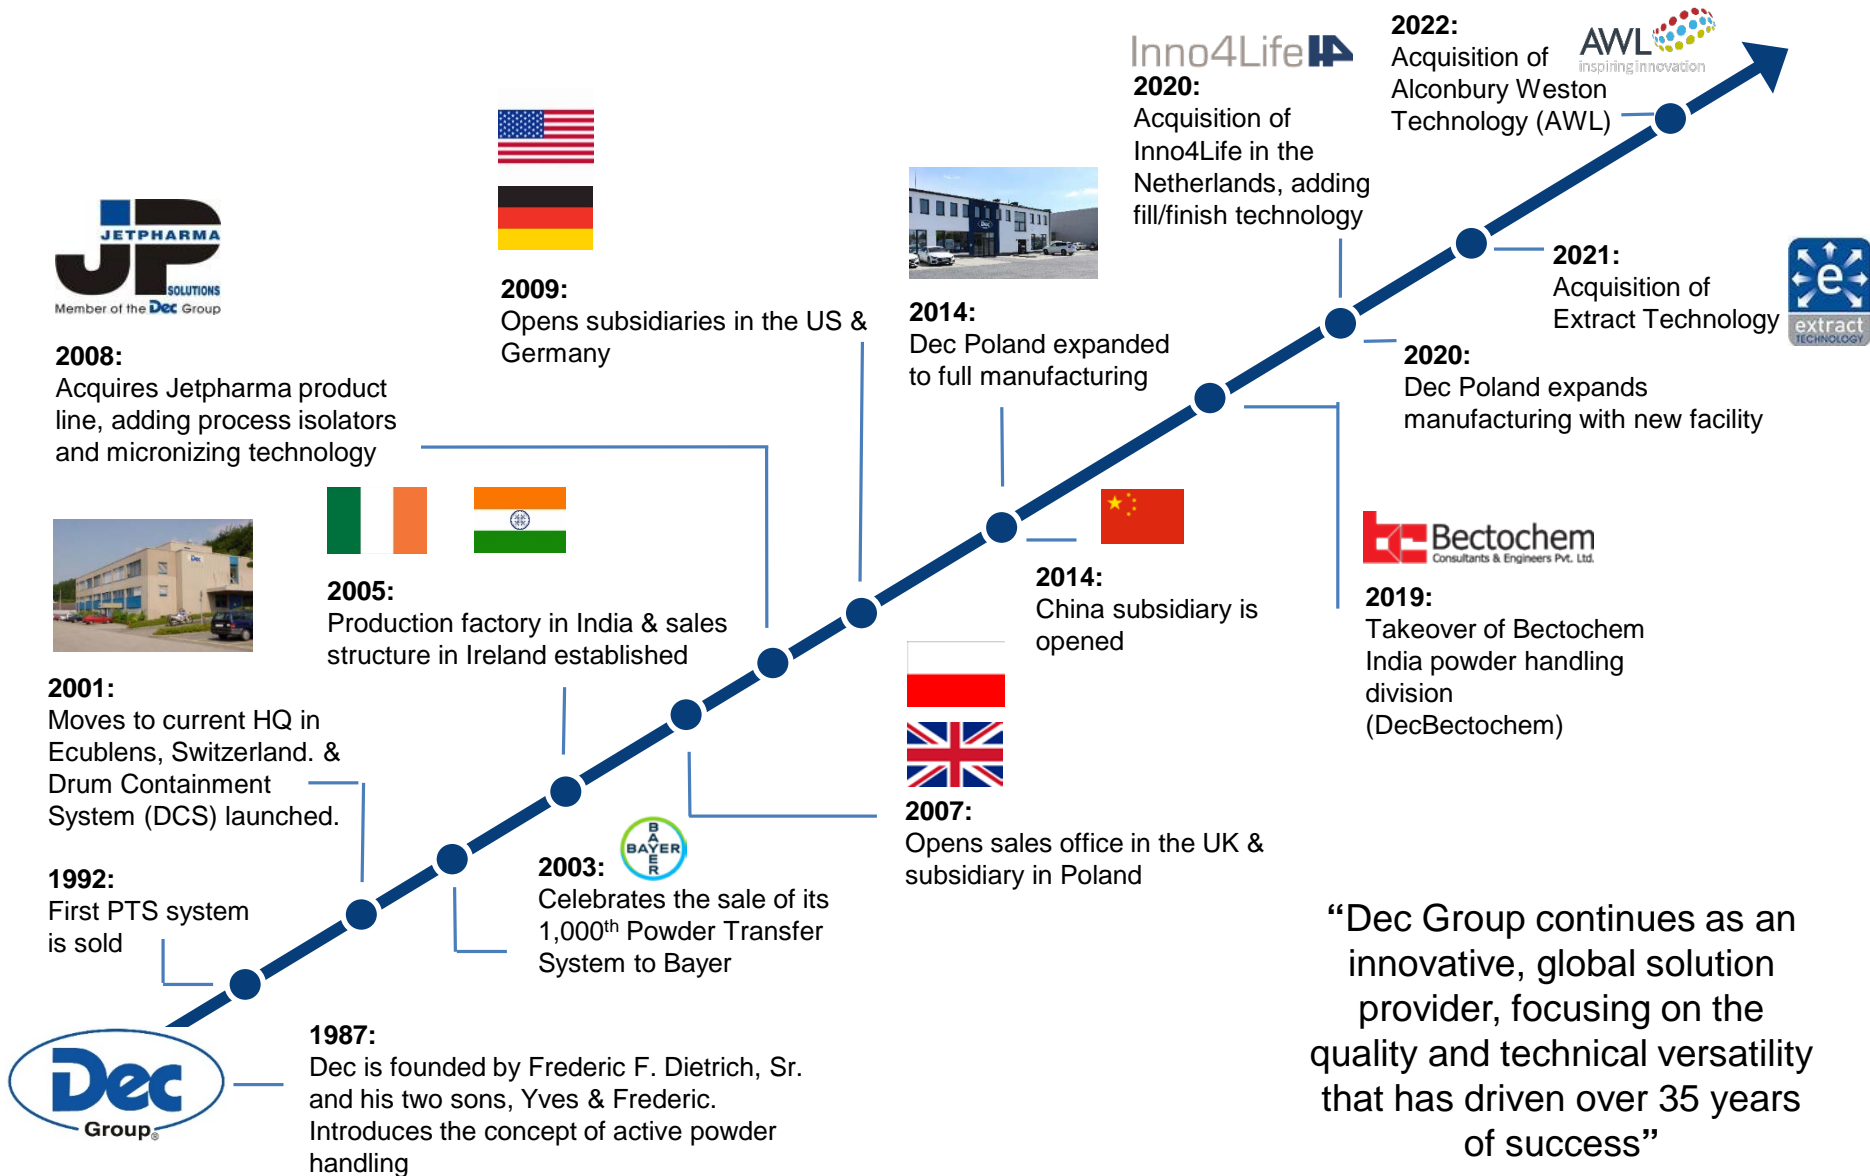 Inno4Life
2020:
Acquisition of
Inno4Life in the
Netherlands, adding
fill/finish technology
2022:
Acquisition of
Alconbury Weston
Technology (AWL)
AWL
inspiring innovation
JETPHARMA
JP
SOLUTIONS
Member of the Dec Group
2008:
Acquires Jetpharma product
line, adding process isolators
and micronizing technology
2009:
Opens subsidiaries in the US &
Germany
Dec
2014:
Dec Poland expanded
to full manufacturing
2021:
Acquisition of
Extract Technology
e
extract
TECHNOLOGY
2020:
Dec Poland expands
manufacturing with new facility
Dec
2001:
Moves to current HQ in
Ecublens, Switzerland. &
Drum Containment
System (DCS) launched.
2005:
Production factory in India & sales
structure in Ireland established
2014:
China subsidiary is
opened
Bectochem
Consultants & Engineers Pvt. Ltd.
2019:
Takeover of Bectochem
India powder handling
division
(DecBectochem)
1992:
First PTS system
is sold
BAYER
BAYER
2003:
Celebrates the sale of its
1,000th Powder Transfer
System to Bayer
2007:
Opens sales office in the UK &
subsidiary in Poland
Dec
Group®
1987:
Dec is founded by Frederic F. Dietrich, Sr.
and his two sons, Yves & Frederic.
Introduces the concept of active powder
handling
“Dec Group continues as an
innovative, global solution
provider, focusing on the
quality and technical versatility
that has driven over 35 years
of success”